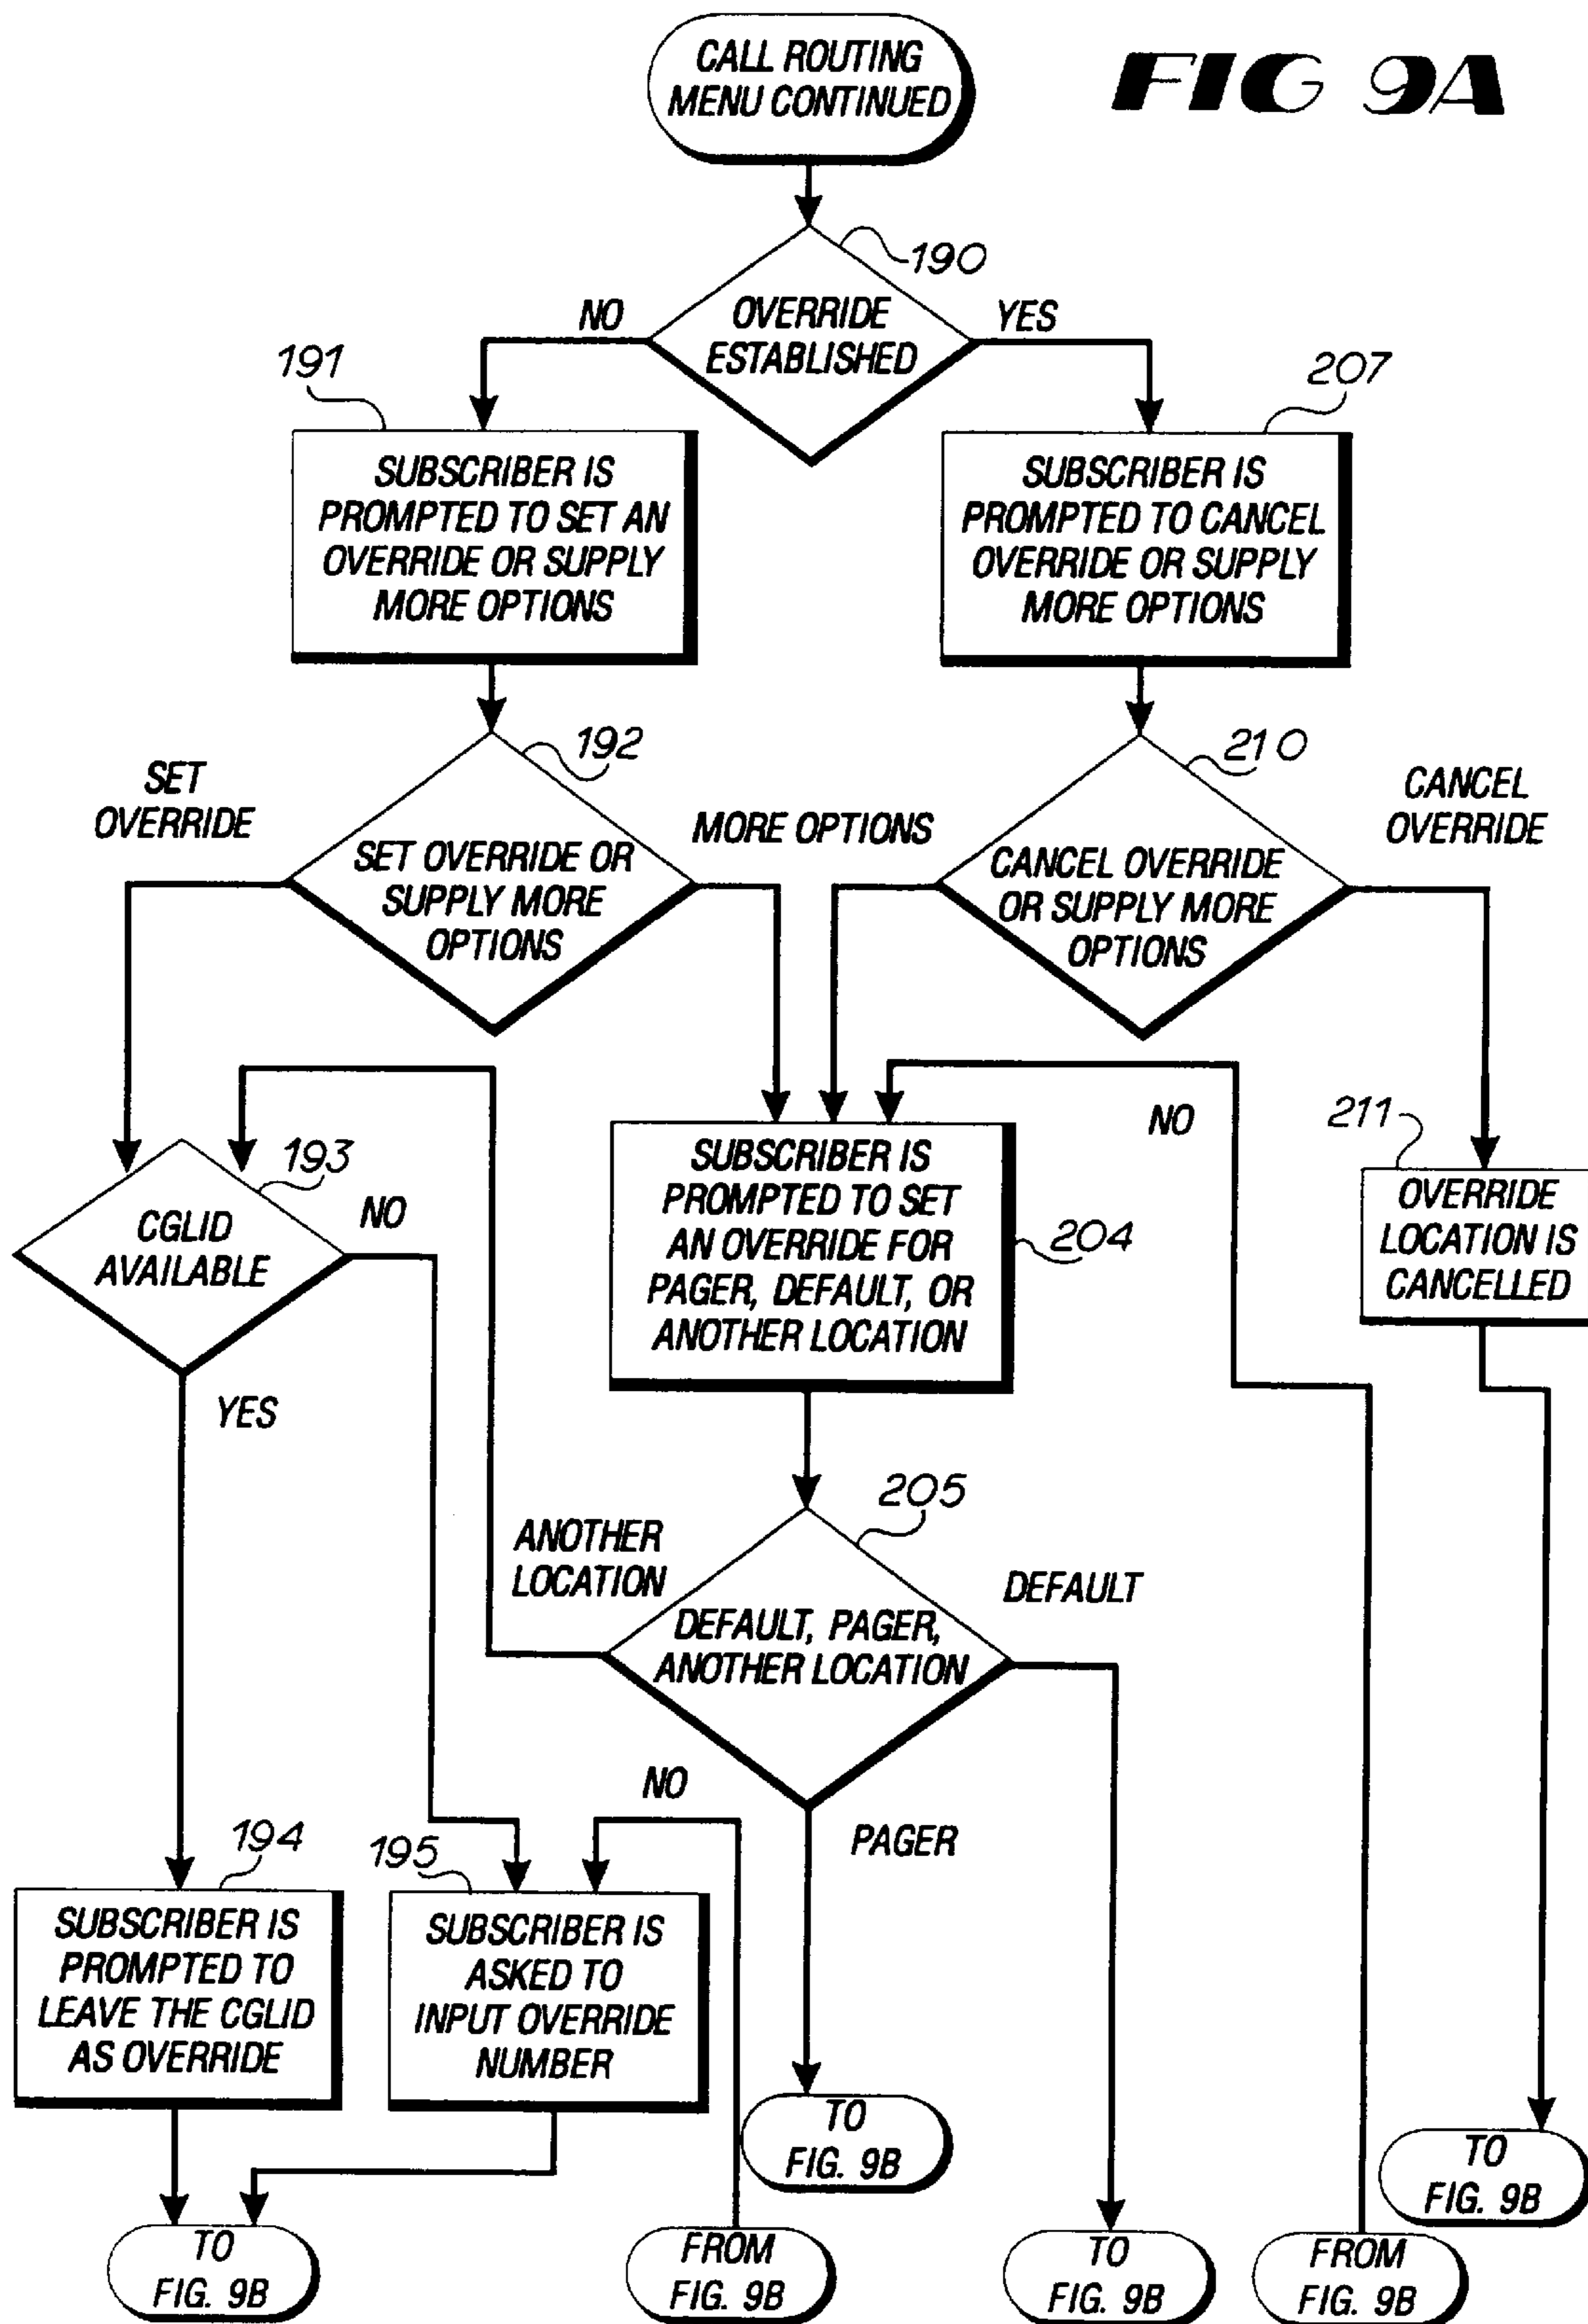 CALL ROUTING
MENU CONTINUED
FIG 9A
190
NO
OVERRIDE
ESTABLISHED
YES
191
207
SUBSCRIBER IS
PROMPTED TO SET AN
OVERRIDE OR SUPPLY
MORE OPTIONS
SUBSCRIBER IS
PROMPTED TO CANCEL
OVERRIDE OR SUPPLY
MORE OPTIONS
192
210
SET
OVERRIDE
SET OVERRIDE OR
SUPPLY MORE
OPTIONS
MORE OPTIONS
CANCEL OVERRIDE
OR SUPPLY MORE
OPTIONS
CANCEL
OVERRIDE
193
CGLID
AVAILABLE
NO
YES
SUBSCRIBER IS
PROMPTED TO SET
AN OVERRIDE FOR
PAGER, DEFAULT, OR
ANOTHER LOCATION
204
NO
211
OVERRIDE
LOCATION IS
CANCELLED
205
ANOTHER
LOCATION
DEFAULT, PAGER,
ANOTHER LOCATION
DEFAULT
NO
PAGER
194
SUBSCRIBER IS
PROMPTED TO
LEAVE THE CGLID
AS OVERRIDE
195
SUBSCRIBER IS
ASKED TO
INPUT OVERRIDE
NUMBER
TO
FIG. 9B
TO
FIG. 9B
TO
FIG. 9B
FROM
FIG. 9B
TO
FIG. 9B
FROM
FIG. 9B